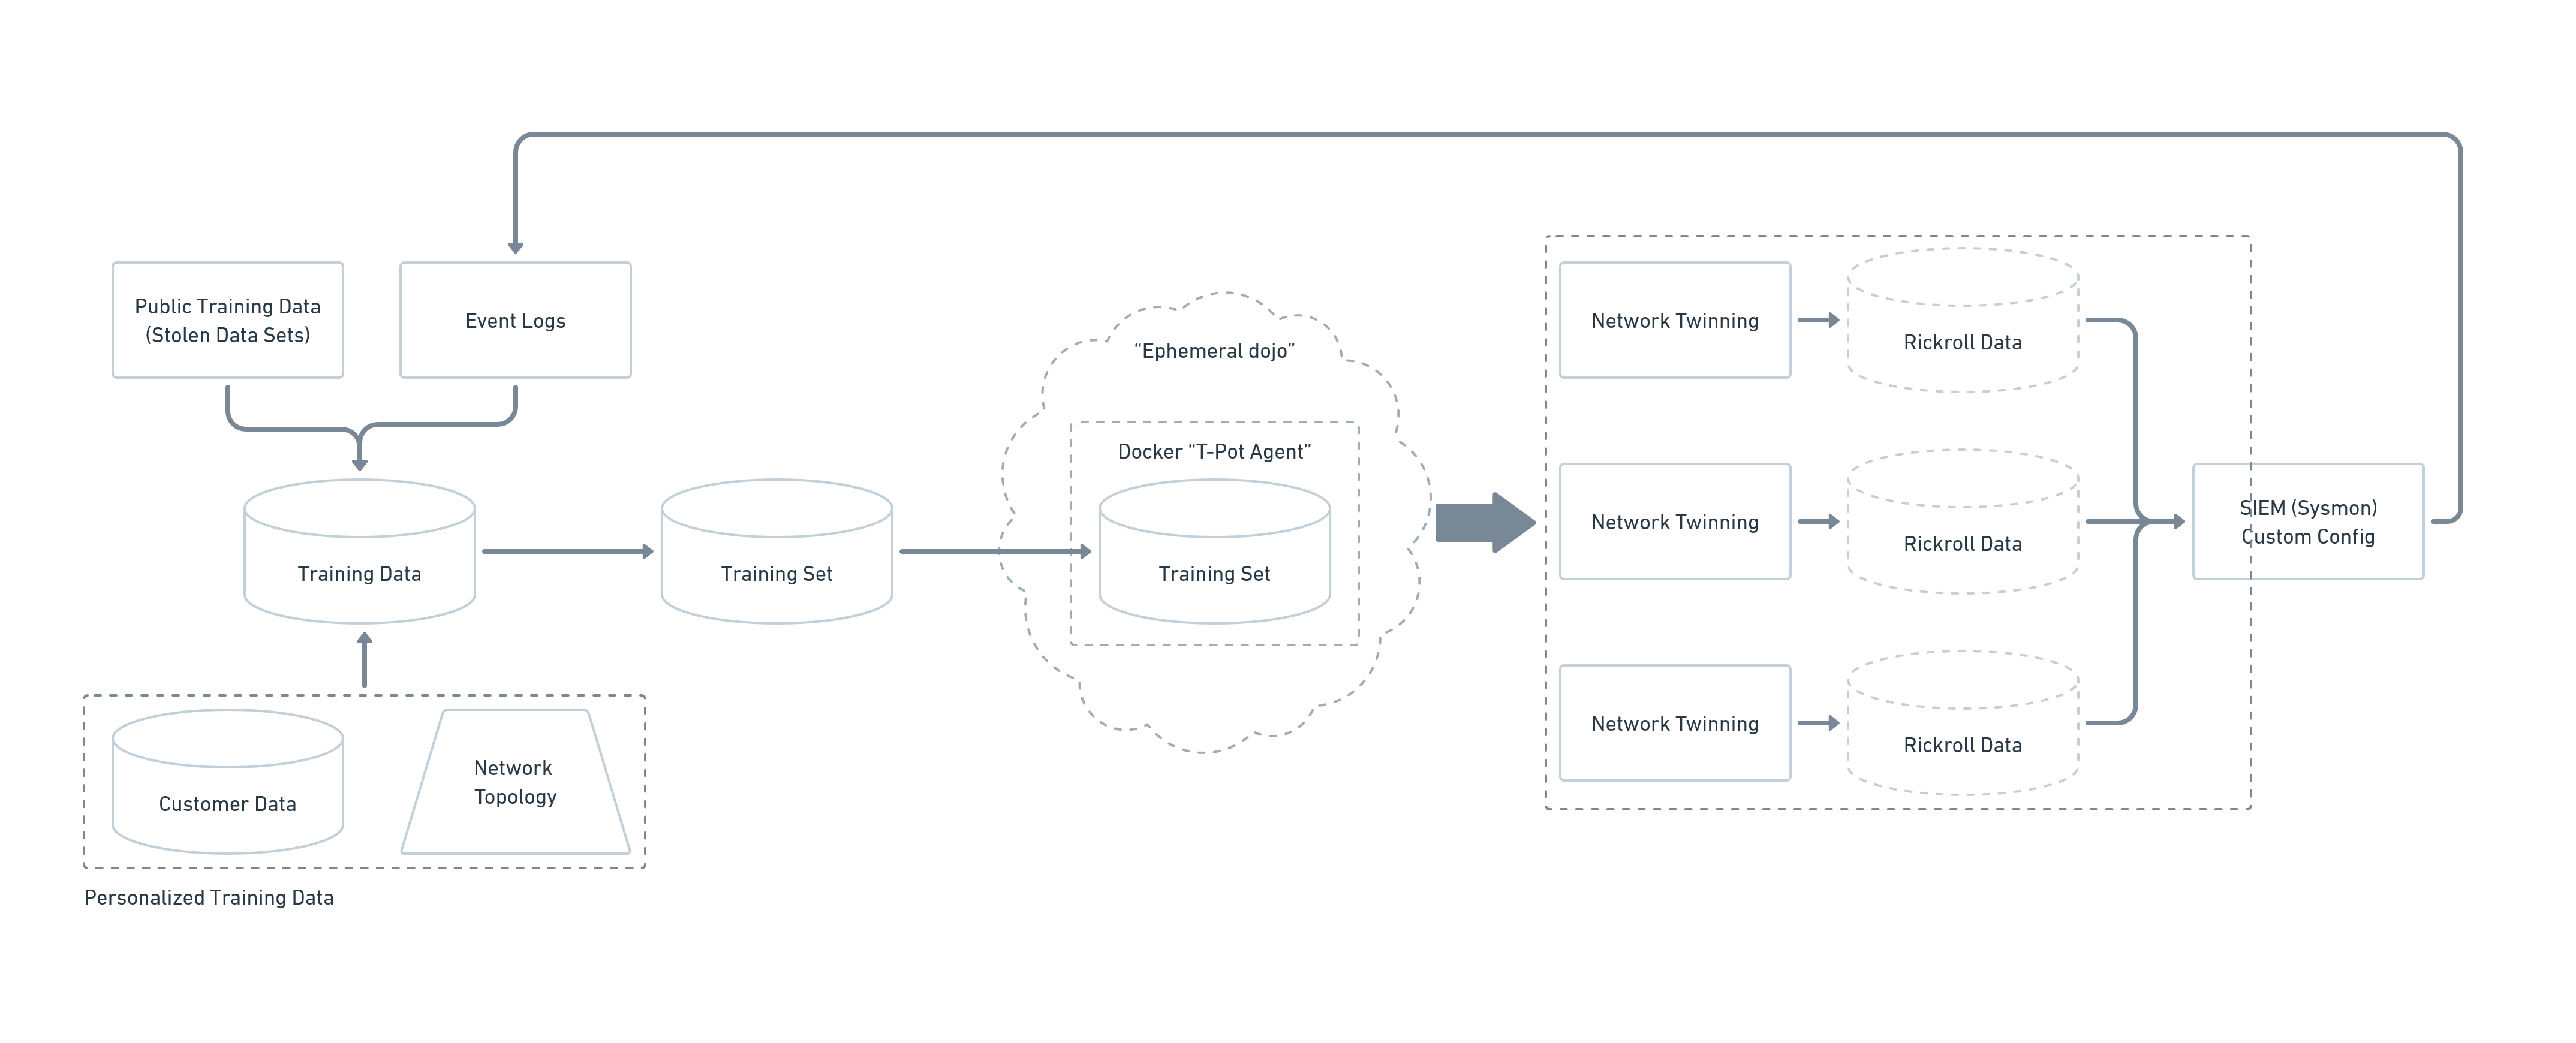 Public Training Data
(Stolen Data Sets)
Event Logs
Training Data
Customer Data
Network
Topology
Personalized Training Data
Training Set
“Ephemeral dojo”
Docker “T-Pot Agent”
Training Set
Network Twinning
Rickroll Data
Network Twinning
Rickroll Data
Network Twinning
Rickroll Data
SIEM (Sysmon)
Custom Config